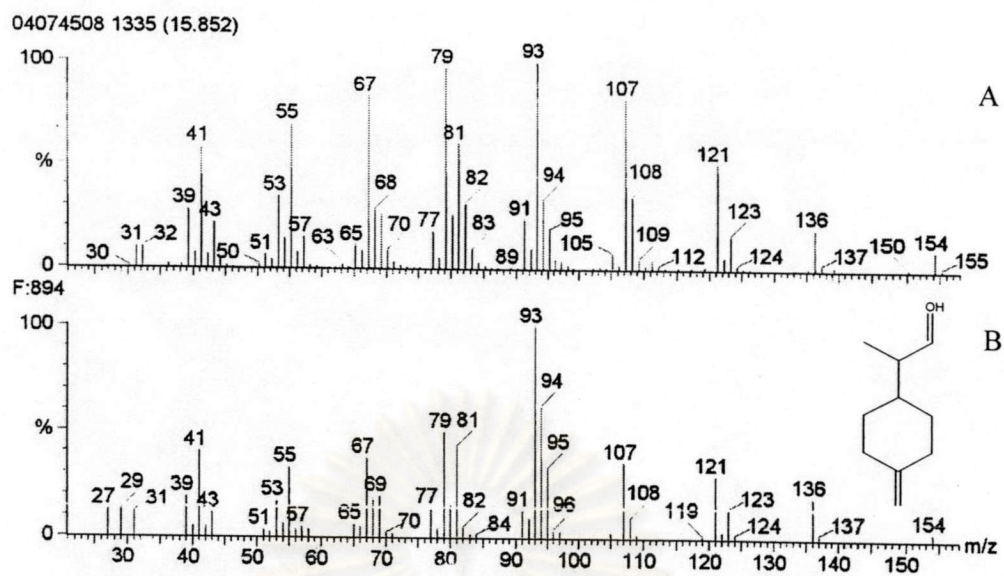 04074508 1335 (15.852)
100
%
0
30 31 32 39 41 43 50 51 53 55 57 63 65 67 68 70 77 79 81 82 83 89 91 93 94 95 105 107 108 109 112 121 123 124 136 137 150 154 155
A
F:894
100
%
0
27 29 31 39 41 43 51 53 55 57 65 67 69 70 77 79 81 82 84 91 93 94 95 96 107 108 119 121 123 124 136 137 154
OH
B
30 40 50 60 70 80 90 100 110 120 130 140 150 m/z